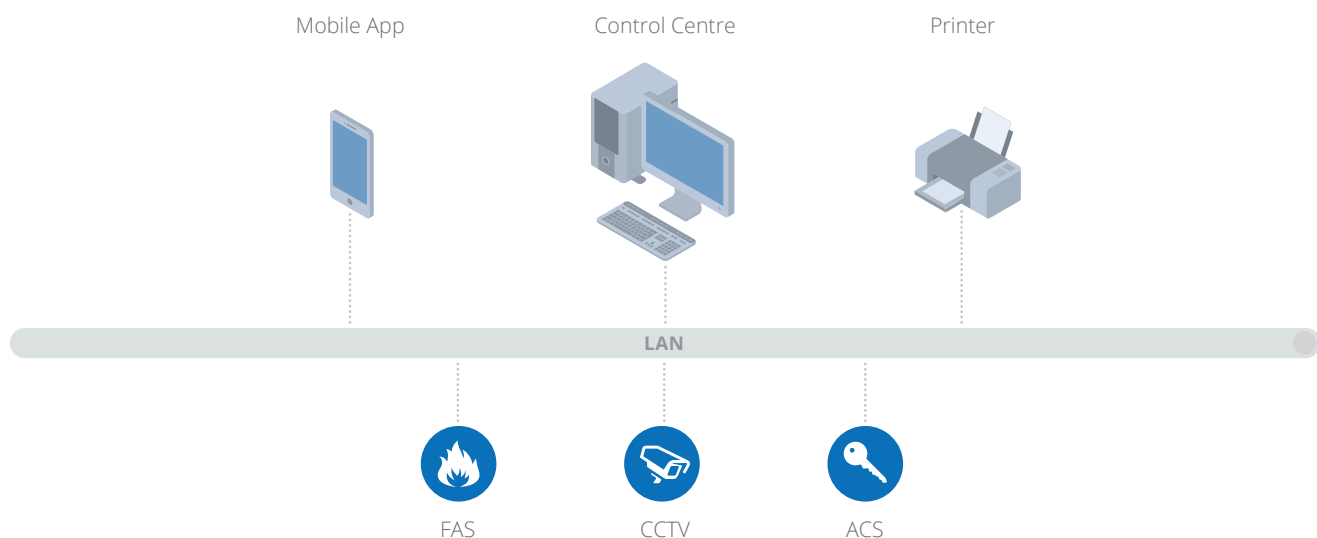 Mobile App
Control Centre
Printer
LAN
FAS
CCTV
ACS